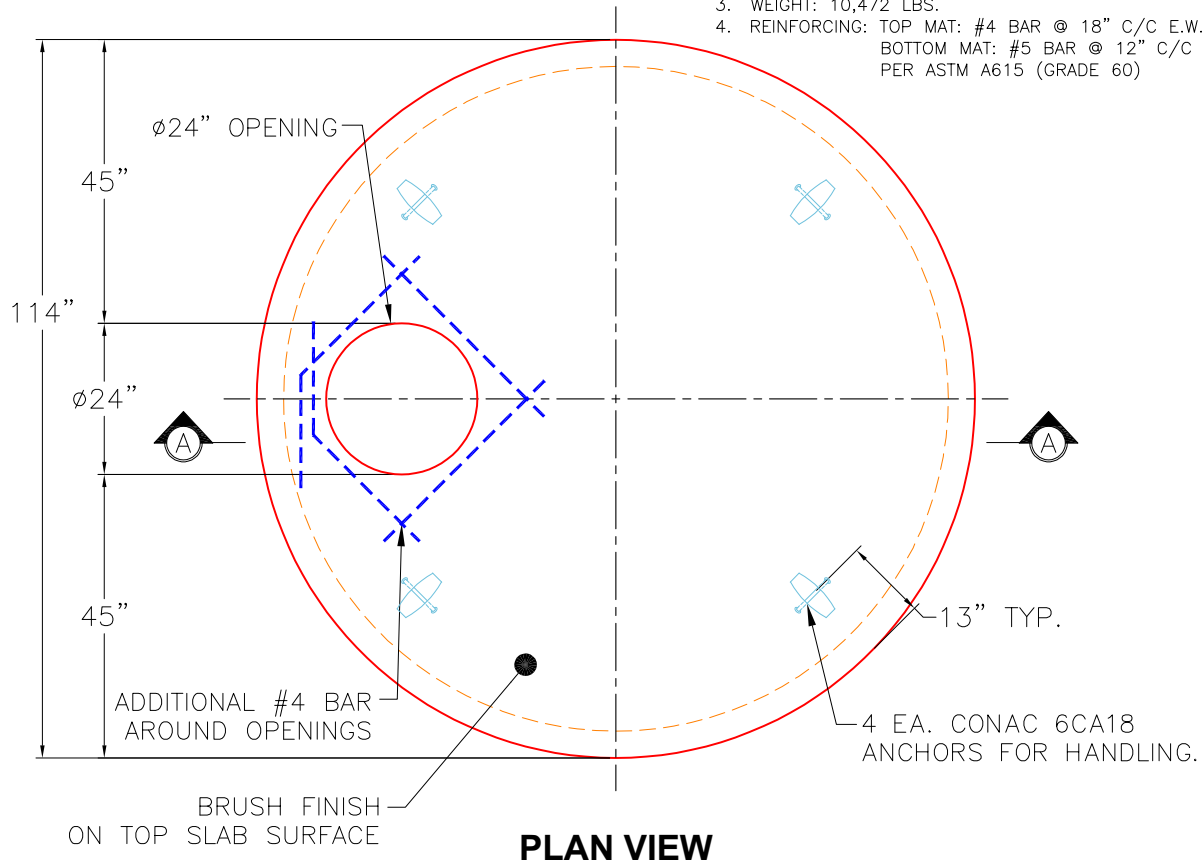 3. WEIGHT: 10,472 LBS.
4. REINFORCING: TOP MAT: #4 BAR @ 18" C/C E.W.
BOTTOM MAT: #5 BAR @ 12" C/C
PER ASTM A615 (GRADE 60)
ø24" OPENING
45"
114"
ø24"
A
A
45"
13" TYP.
ADDITIONAL #4 BAR
AROUND OPENINGS
4 EA. CONAC 6CA18
ANCHORS FOR HANDLING.
BRUSH FINISH
ON TOP SLAB SURFACE
PLAN VIEW